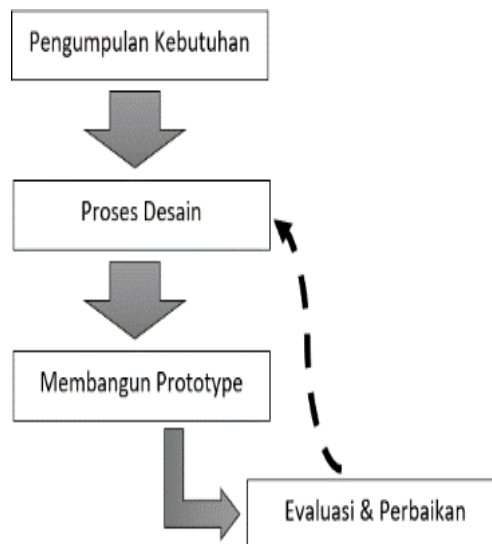 Pengumpulan Kebutuhan
Proses Desain
Membangun Prototype
Evaluasi & Perbaikan